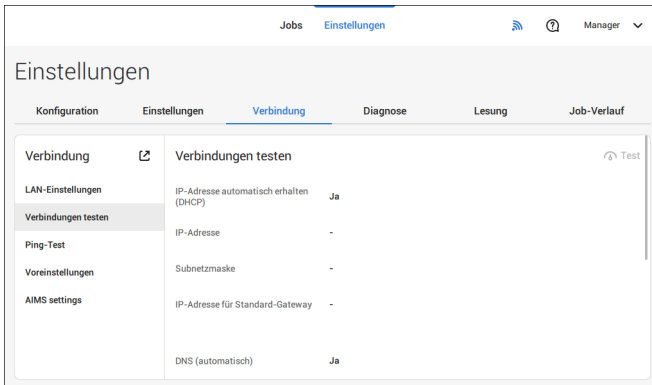 Jobs Einstellungen Manager
Einstellungen
Konfiguration Einstellungen Verbindung Diagnose Lesung Job-Verlauf
Verbindung
LAN-Einstellungen
Verbindungen testen
Ping-Test
Voreinstellungen
AIMS settings
Verbindungen testen Test
IP-Adresse automatisch erhalten
(DHCP) Ja
IP-Adresse -
Subnetzmaske -
IP-Adresse für Standard-Gateway -
DNS (automatisch) Ja